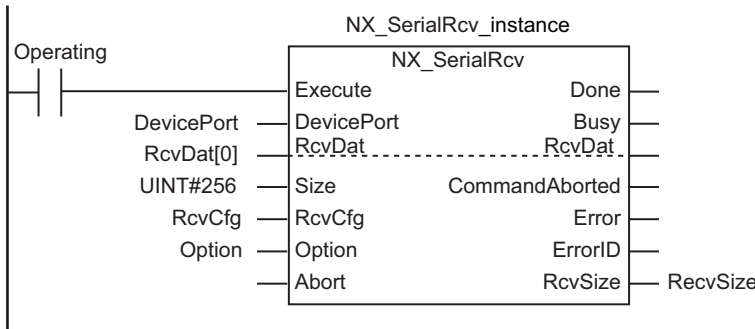 NX_SerialRcv_instance
Operating
NX_SerialRcv
Execute Done
DevicePort DevicePort Busy
RcvDat[0] RcvDat RcvDat
UINT#256 Size CommandAborted
RcvCfg RcvCfg Error
Option Option ErrorID
Abort RcvSize RecvSize